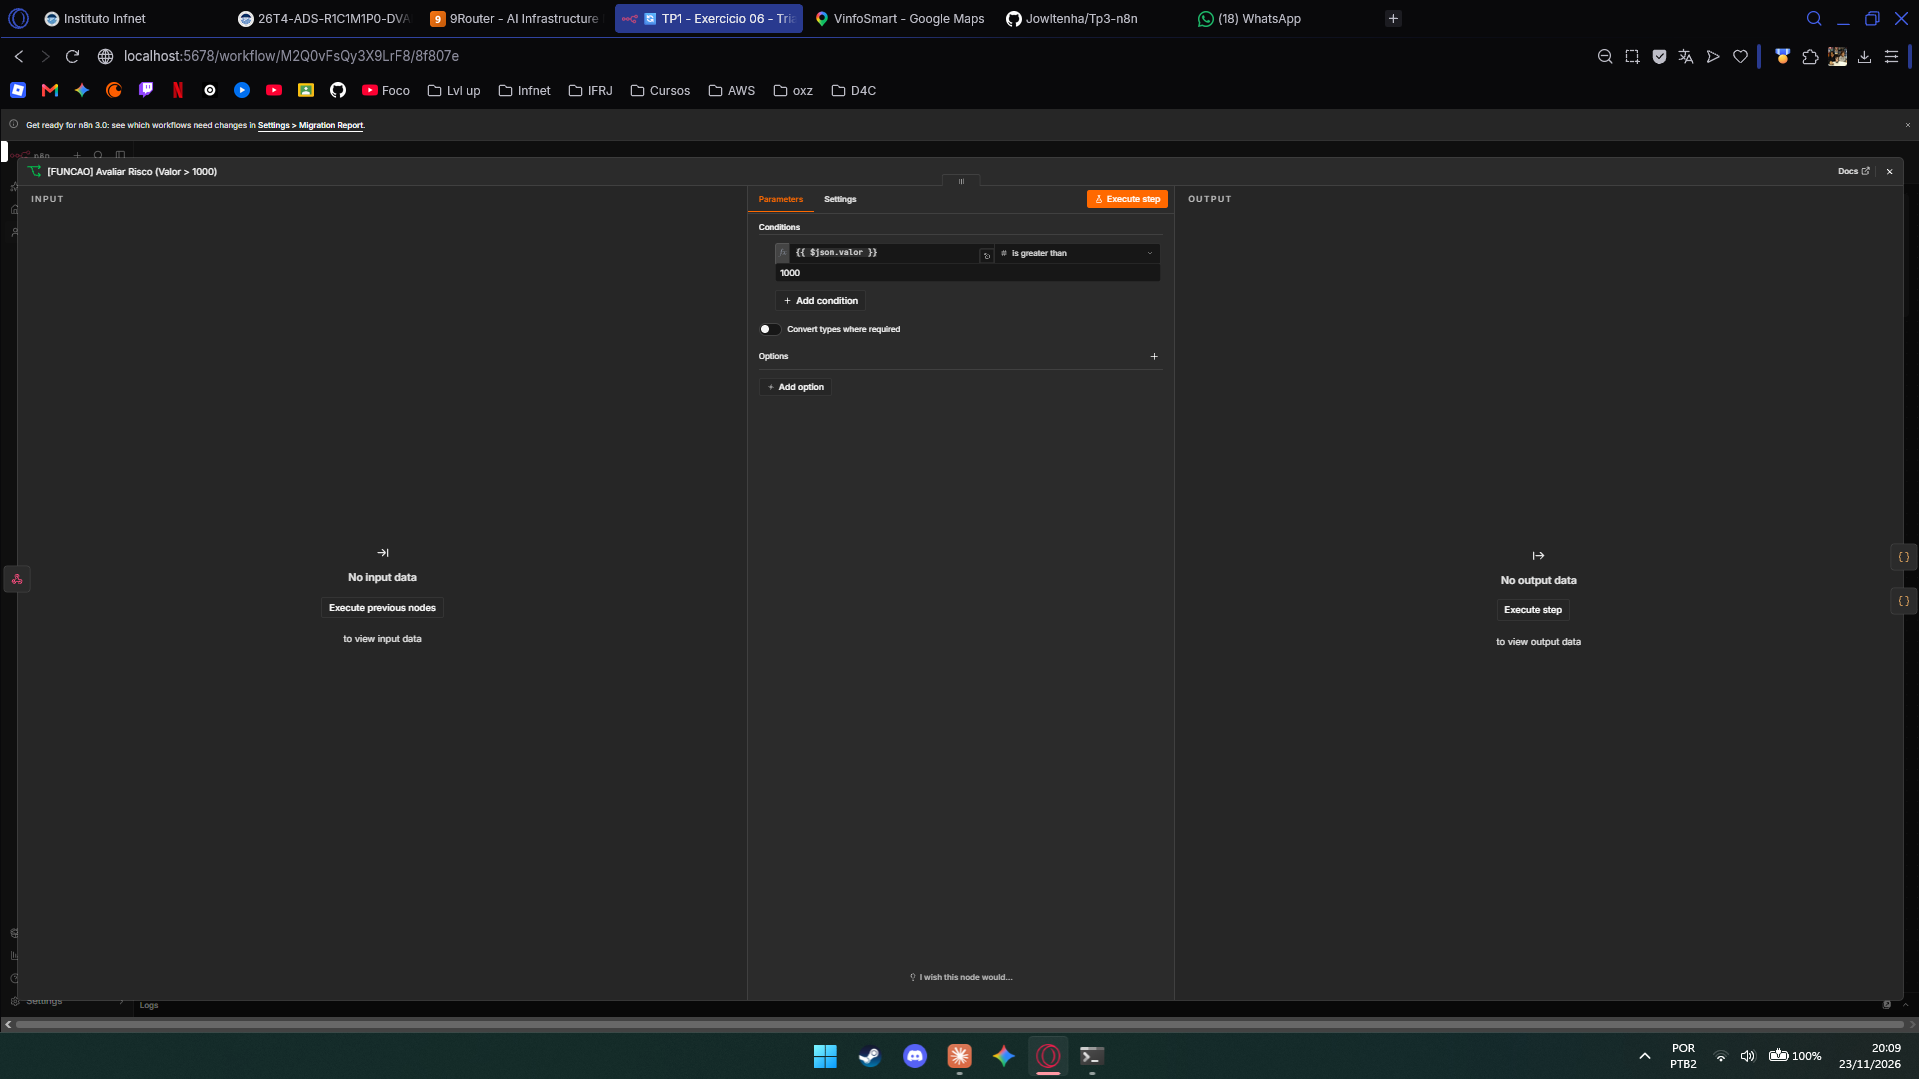 Instituto Infnet
26T4-ADS-R1C1M1P0-DVA
9Router - AI Infrastructure
TP1 - Exercicio 06 - Tria
VinfoSmart - Google Maps
Jowltenha/Tp3-n8n
(18) WhatsApp
localhost:5678/workflow/M2Q0vFsQy3X9LrF8/8f807e
Foco
Lvl up
Infnet
IFRJ
Cursos
AWS
oxz
D4C
Get ready for n8n 3.0: see which workflows need changes in Settings > Migration Report.
n8n
[FUNCAO] Avaliar Risco (Valor > 1000)
Docs
INPUT
Parameters
Settings
Execute step
OUTPUT
Conditions
fx
{{ $json.valor }}
# is greater than
1000
+ Add condition
Convert types where required
Options
+ Add option
No input data
Execute previous nodes
to view input data
No output data
Execute step
to view output data
I wish this node would...
Settings
Logs
POR
PTB2
100%
20:09
23/11/2026